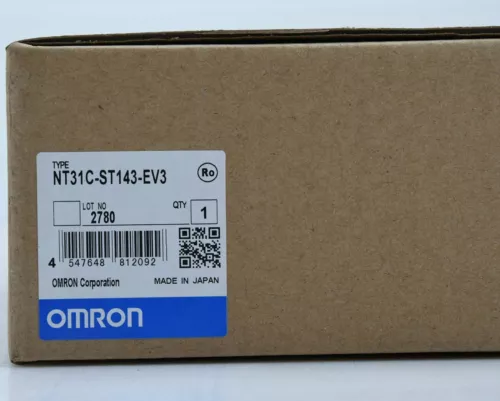 TYPE
NT31C-ST143-EV3
Ro
LOT NO
2780
QTY
1
4 547648 812092
OMRON Corporation
MADE IN JAPAN
OMRON